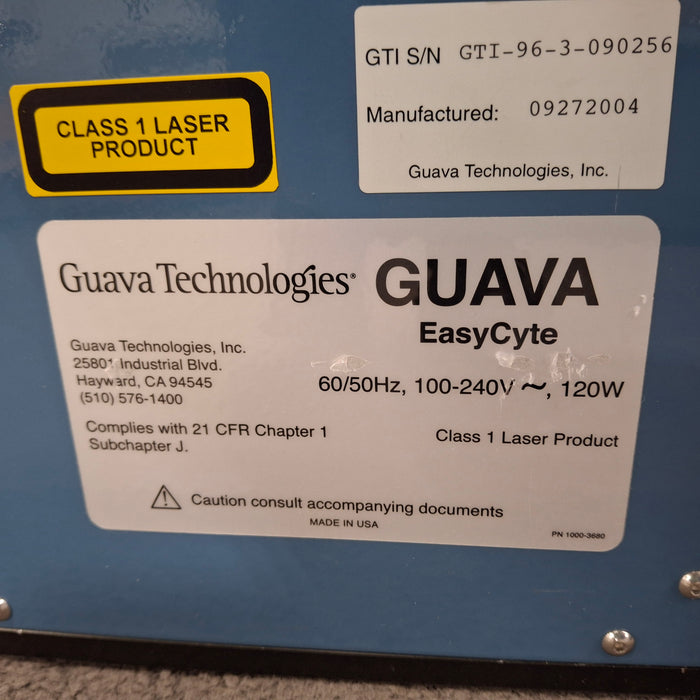 CLASS 1 LASER
PRODUCT
GTI S/N GTI-96-3-090256
Manufactured: 09272004
Guava Technologies, Inc.
Guava Technologies® GUAVA
EasyCyte
Guava Technologies, Inc.
25801 Industrial Blvd.
Hayward, CA 94545
(510) 576-1400
60/50Hz, 100-240V ~, 120W
Complies with 21 CFR Chapter 1
Subchapter J.
Class 1 Laser Product
Caution consult accompanying documents
MADE IN USA
PN 1000-3680